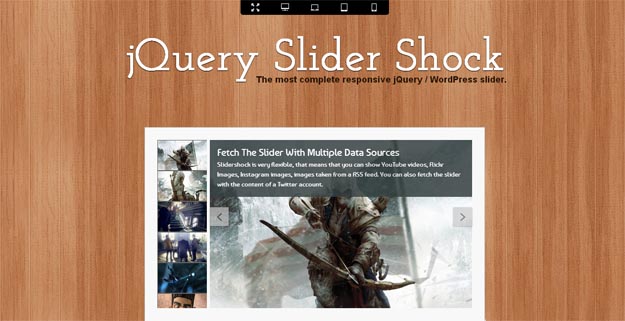 jQuery Slider Shock
The most complete responsive jQuery / WordPress slider.
Fetch The Slider With Multiple Data Sources
Slidershock is very flexible, that means that you can show YouTube videos, Flickr
Images, Instagram images, images taken from a RSS feed. You can also fetch the slider
with the content of a Twitter account.